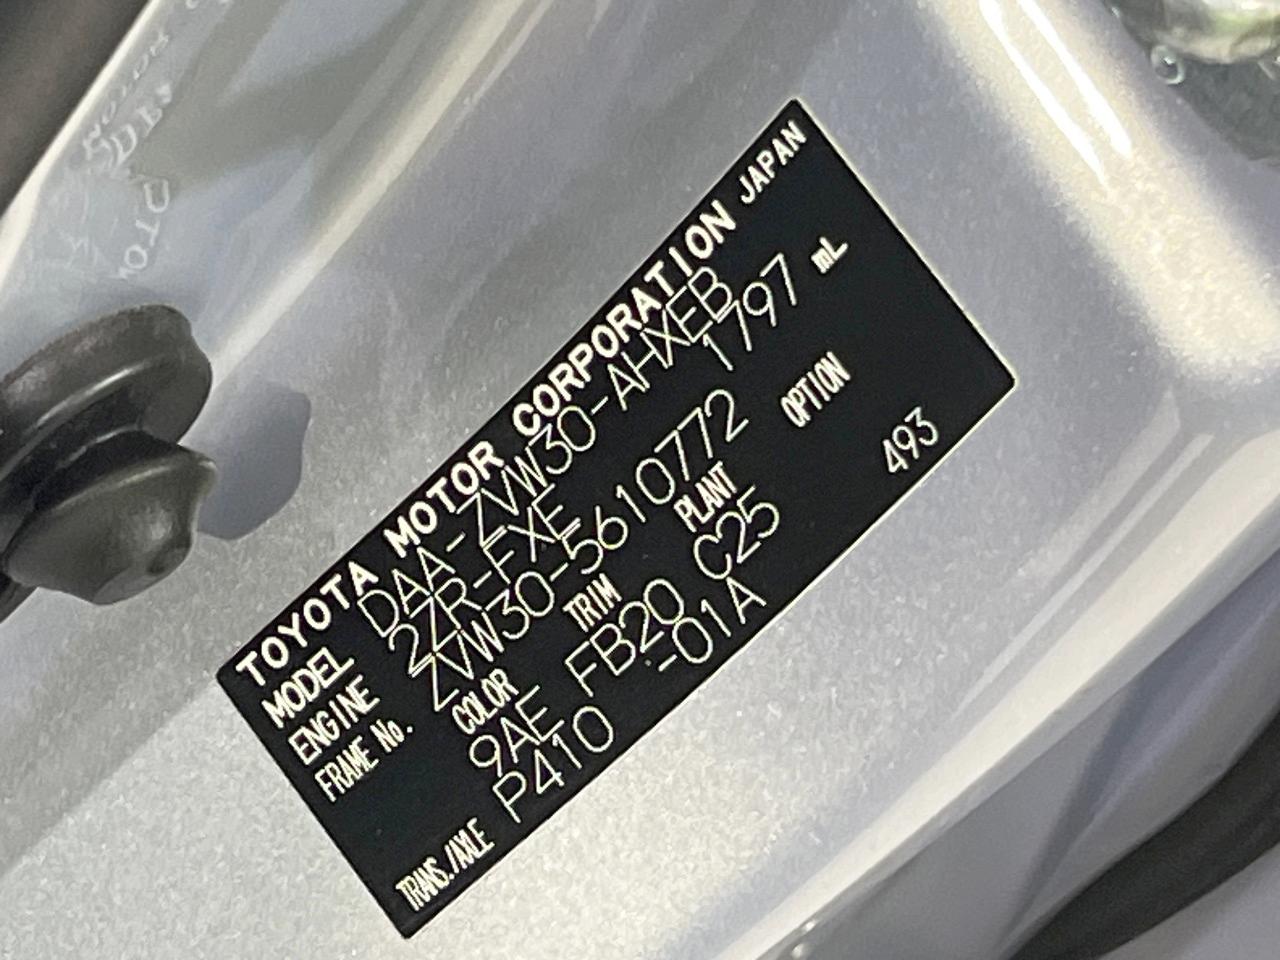 TOYOTA MOTOR CORPORATION JAPAN
MODEL DAA-ZVW30-AHXEB
ENGINE 2ZR-FXE 1797 mL
FRAME No. ZVW30-5610772
COLOR TRIM PLANT OPTION
9AE FB20 C25 493
TRANS./AXLE P410 -01A